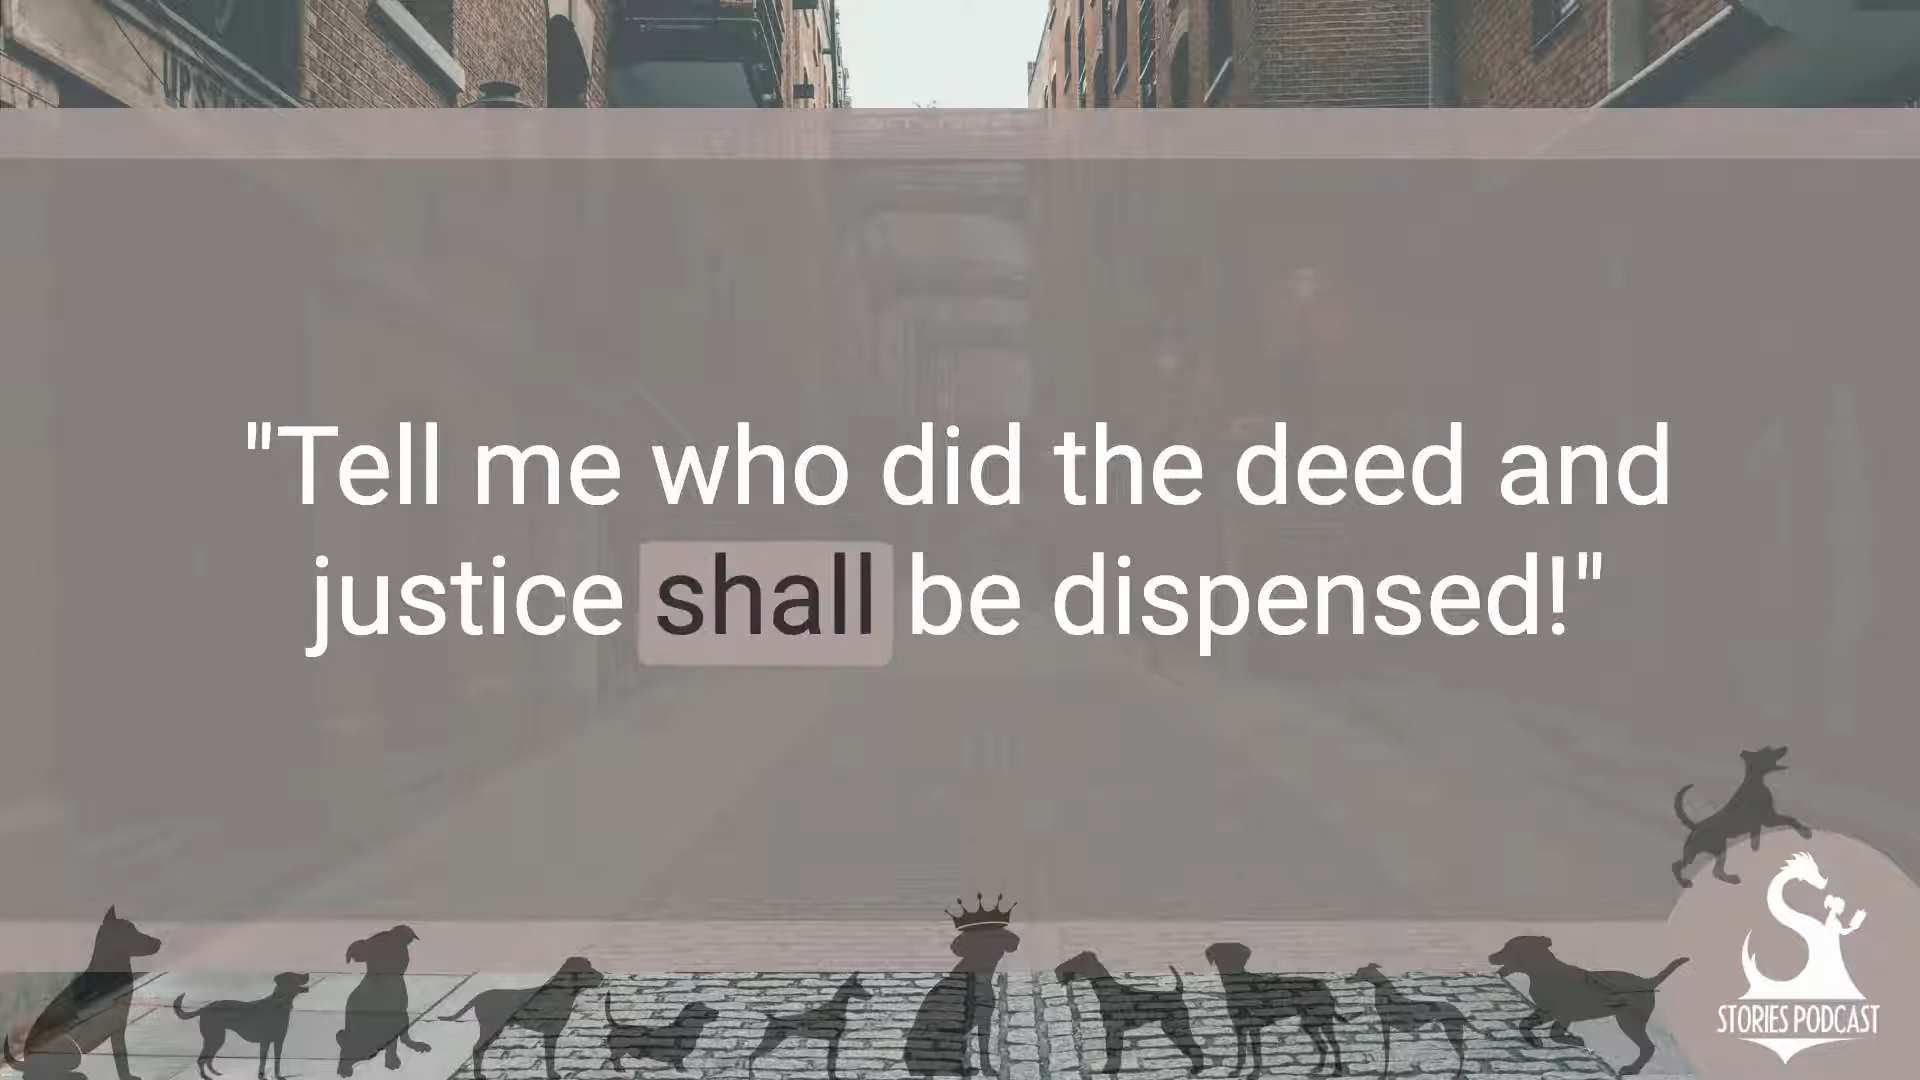 "Tell me who did the deed and
justice shall be dispensed!"
STORIES PODCAST